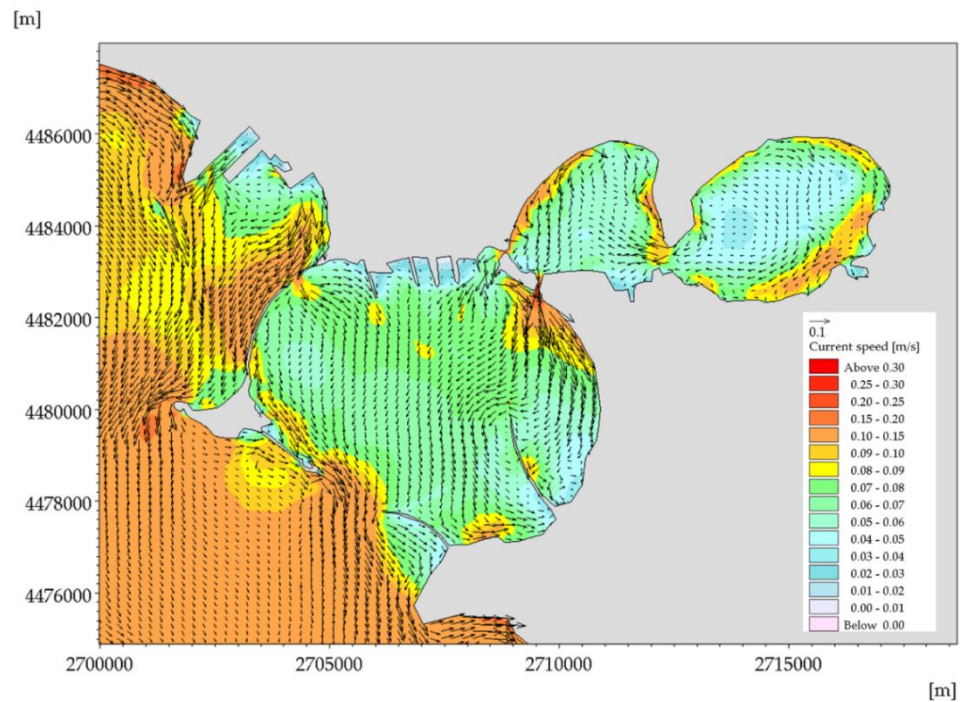 [m]
4486000
4484000
4482000
4480000
4478000
4476000
0.1
Current speed [m/s]
Above 0.30
0.25 - 0.30
0.20 - 0.25
0.15 - 0.20
0.10 - 0.15
0.09 - 0.10
0.08 - 0.09
0.07 - 0.08
0.06 - 0.07
0.05 - 0.06
0.04 - 0.05
0.03 - 0.04
0.02 - 0.03
0.01 - 0.02
0.00 - 0.01
Below 0.00
2700000 2705000 2710000 2715000
[m]